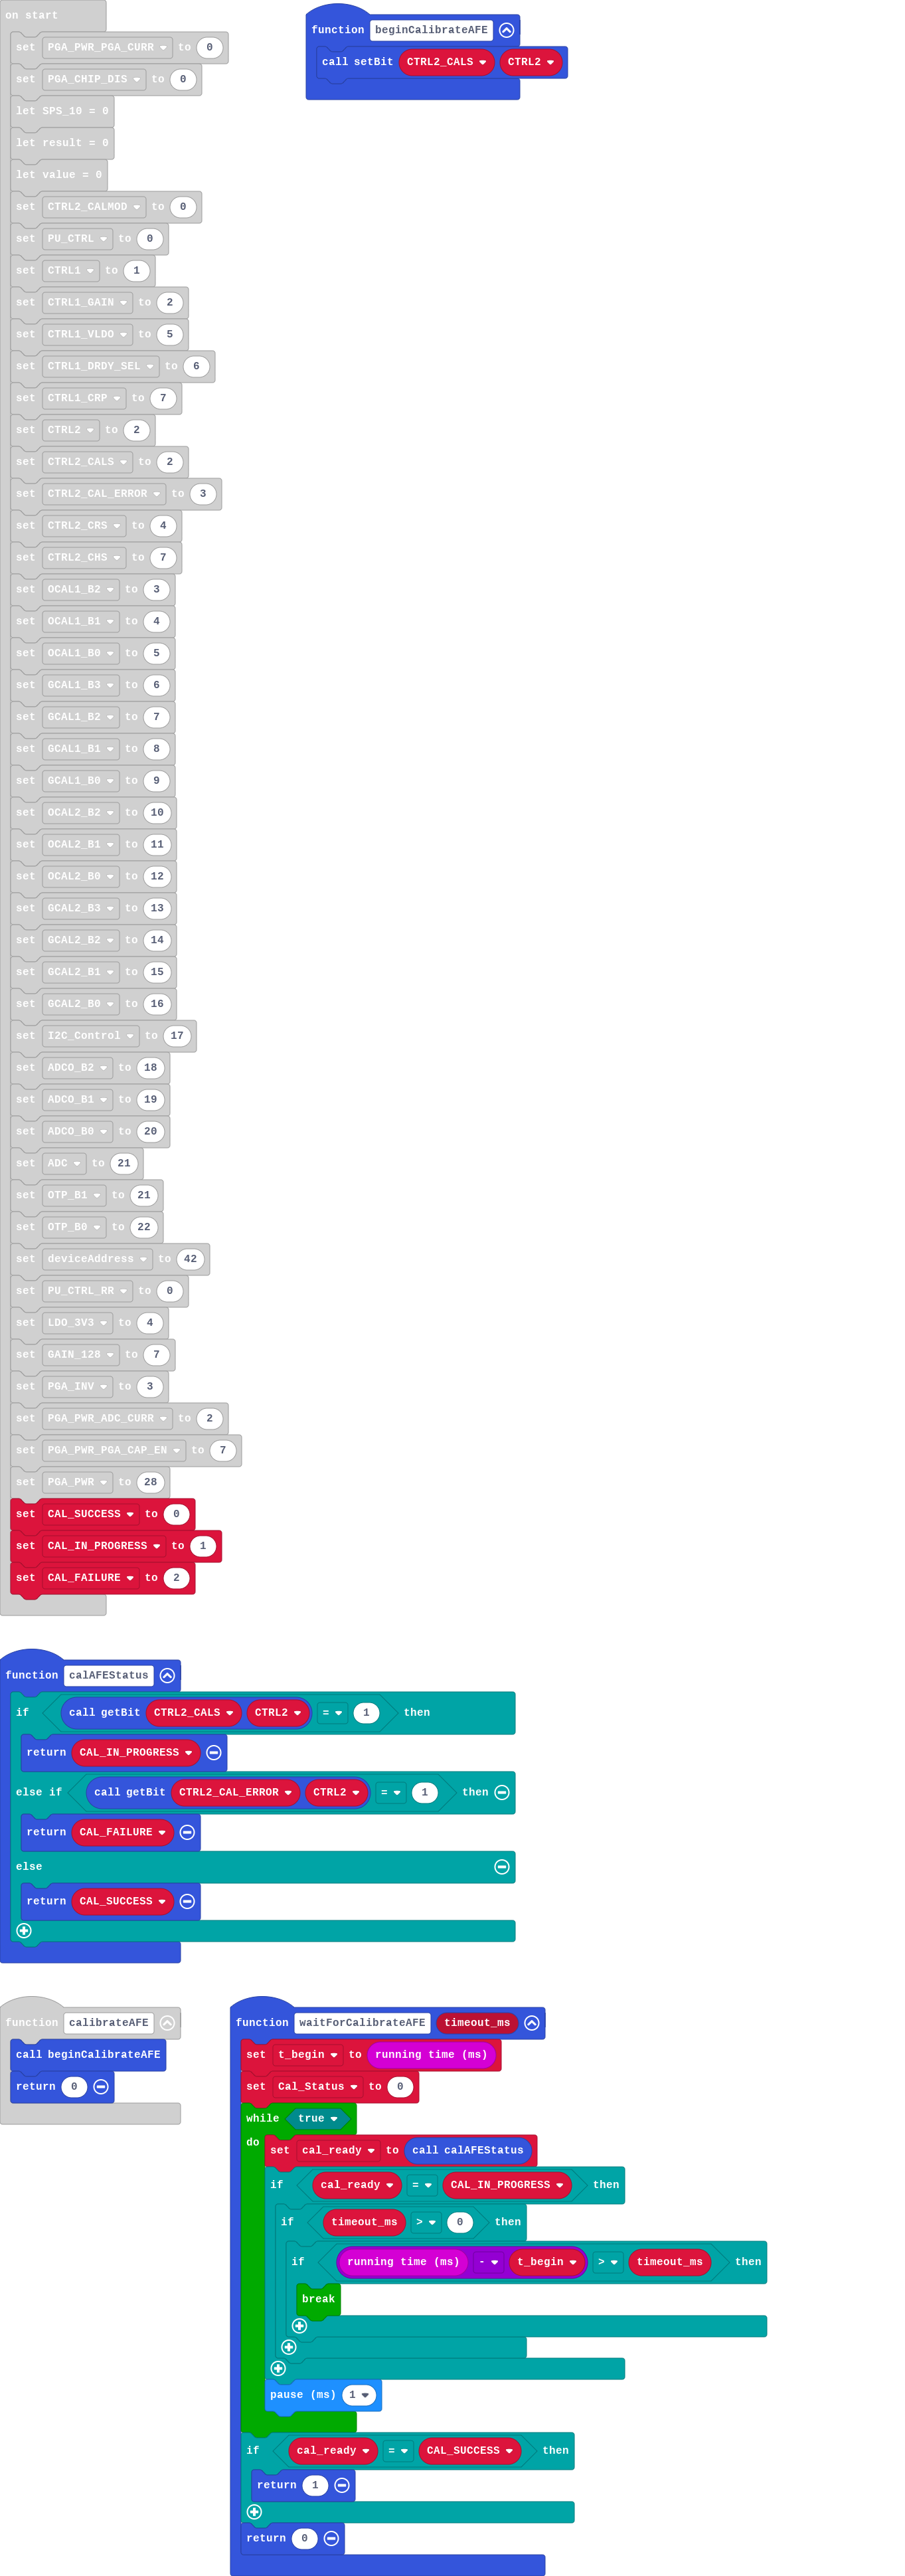 on start
set PGA_PWR_PGA_CURR to 0
set PGA_CHIP_DIS to 0
let SPS_10 = 0
let result = 0
let value = 0
set CTRL2_CALMOD to 0
set PU_CTRL to 0
set CTRL1 to 1
set CTRL1_GAIN to 2
set CTRL1_VLDO to 5
set CTRL1_DRDY_SEL to 6
set CTRL1_CRP to 7
set CTRL2 to 2
set CTRL2_CALS to 2
set CTRL2_CAL_ERROR to 3
set CTRL2_CRS to 4
set CTRL2_CHS to 7
set OCAL1_B2 to 3
set OCAL1_B1 to 4
set OCAL1_B0 to 5
set GCAL1_B3 to 6
set GCAL1_B2 to 7
set GCAL1_B1 to 8
set GCAL1_B0 to 9
set OCAL2_B2 to 10
set OCAL2_B1 to 11
set OCAL2_B0 to 12
set GCAL2_B3 to 13
set GCAL2_B2 to 14
set GCAL2_B1 to 15
set GCAL2_B0 to 16
set I2C_Control to 17
set ADCO_B2 to 18
set ADCO_B1 to 19
set ADCO_B0 to 20
set ADC to 21
set OTP_B1 to 21
set OTP_B0 to 22
set deviceAddress to 42
set PU_CTRL_RR to 0
set LDO_3V3 to 4
set GAIN_128 to 7
set PGA_INV to 3
set PGA_PWR_ADC_CURR to 2
set PGA_PWR_PGA_CAP_EN to 7
set PGA_PWR to 28
set CAL_SUCCESS to 0
set CAL_IN_PROGRESS to 1
set CAL_FAILURE to 2
function beginCalibrateAFE
call setBit CTRL2_CALS CTRL2
function calAFEStatus
if call getBit CTRL2_CALS CTRL2 = 1 then
return CAL_IN_PROGRESS
else if call getBit CTRL2_CAL_ERROR CTRL2 = 1 then
return CAL_FAILURE
else
return CAL_SUCCESS
function calibrateAFE
call beginCalibrateAFE
return 0
function waitForCalibrateAFE timeout_ms
set t_begin to running time (ms)
set Cal_Status to 0
while true
do set cal_ready to call calAFEStatus
if cal_ready = CAL_IN_PROGRESS then
if timeout_ms > 0 then
if running time (ms) - t_begin > timeout_ms then
break
pause (ms) 1
if cal_ready = CAL_SUCCESS then
return 1
return 0